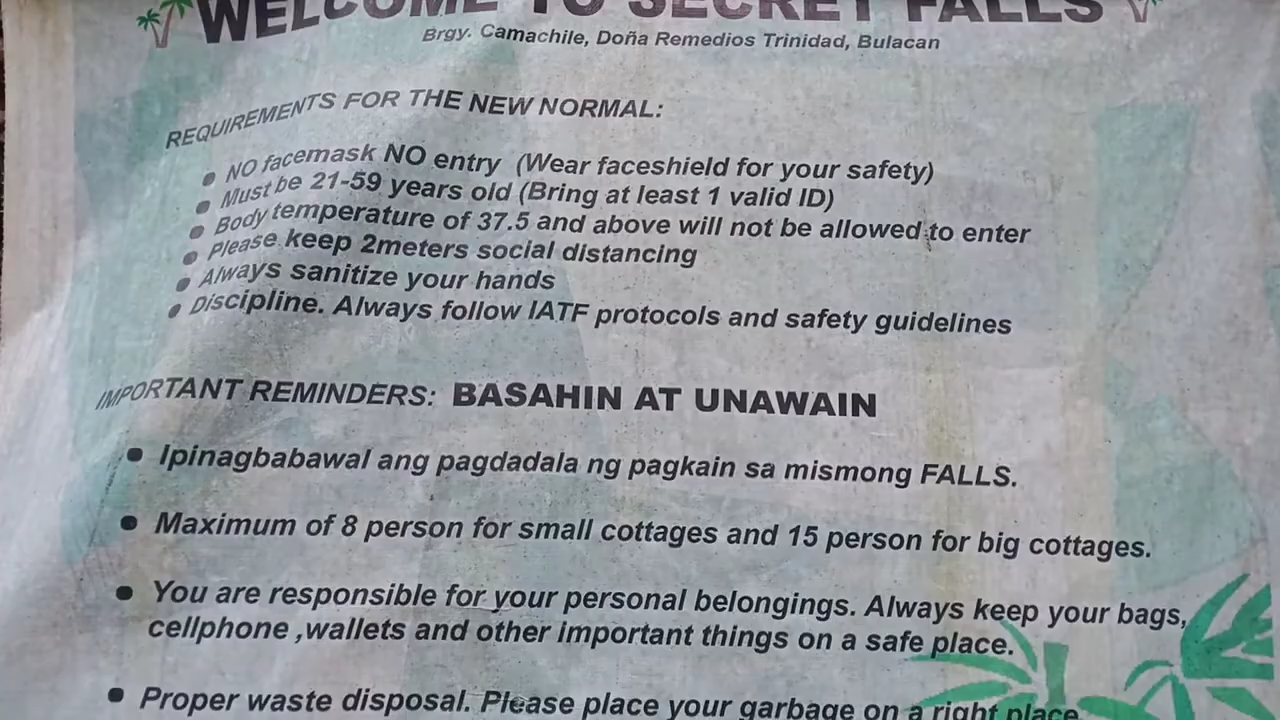 WELCOME TO SECRET FALLS
Brgy. Camachile, Doña Remedios Trinidad, Bulacan
REQUIREMENTS FOR THE NEW NORMAL:
• NO facemask NO entry (Wear faceshield for your safety)
• Must be 21-59 years old (Bring at least 1 valid ID)
• Body temperature of 37.5 and above will not be allowed to enter
• Please keep 2meters social distancing
• Always sanitize your hands
• Discipline. Always follow IATF protocols and safety guidelines
IMPORTANT REMINDERS: BASAHIN AT UNAWAIN
• Ipinagbabawal ang pagdadala ng pagkain sa mismong FALLS.
• Maximum of 8 person for small cottages and 15 person for big cottages.
• You are responsible for your personal belongings. Always keep your bags,
cellphone ,wallets and other important things on a safe place.
• Proper waste disposal. Please place your garbage on a right place.